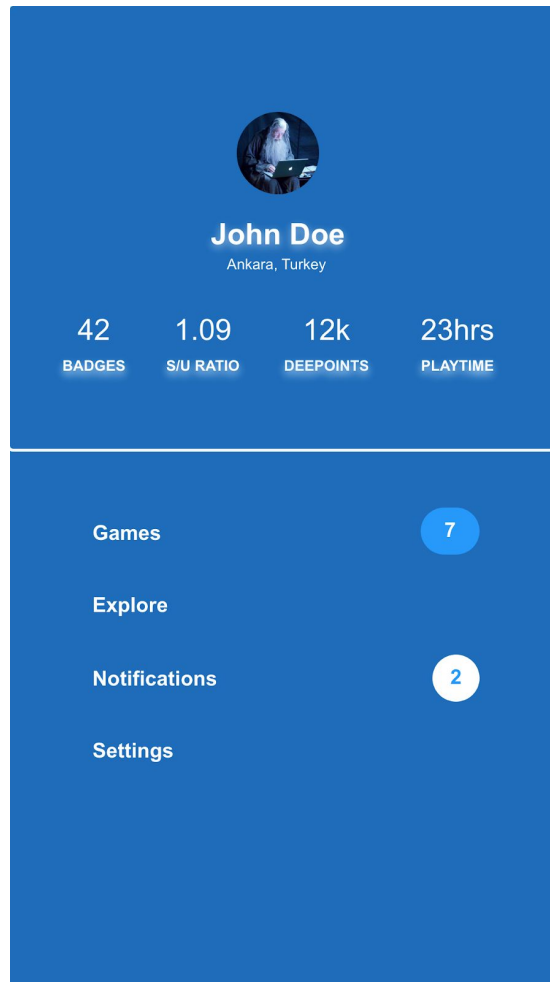 John Doe
Ankara, Turkey
42 1.09 12k 23hrs
BADGES S/U RATIO DEEPOINTS PLAYTIME
Games 7
Explore
Notifications 2
Settings